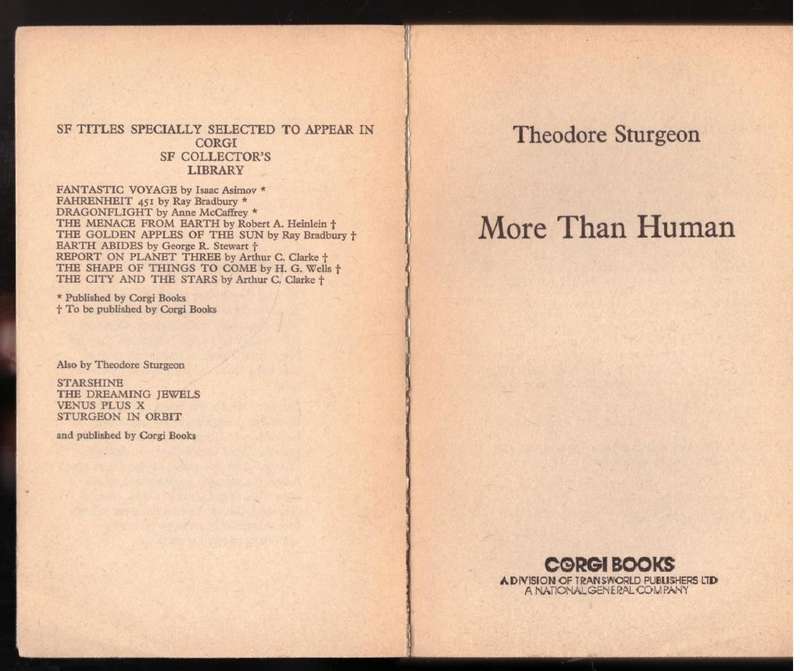 SF TITLES SPECIALLY SELECTED TO APPEAR IN
CORGI
SF COLLECTOR'S
LIBRARY
FANTASTIC VOYAGE by Isaac Asimov *
FAHRENHEIT 451 by Ray Bradbury *
DRAGONFLIGHT by Anne McCaffrey *
THE MENACE FROM EARTH by Robert A. Heinlein †
THE GOLDEN APPLES OF THE SUN by Ray Bradbury †
EARTH ABIDES by George R. Stewart †
REPORT ON PLANET THREE by Arthur C. Clarke †
THE SHAPE OF THINGS TO COME by H. G. Wells †
THE CITY AND THE STARS by Arthur C. Clarke †
* Published by Corgi Books
† To be published by Corgi Books
Also by Theodore Sturgeon
STARSHINE
THE DREAMING JEWELS
VENUS PLUS X
STURGEON IN ORBIT
and published by Corgi Books
Theodore Sturgeon
More Than Human
CORGI BOOKS
A DIVISION OF TRANSWORLD PUBLISHERS LTD
A NATIONAL GENERAL COMPANY